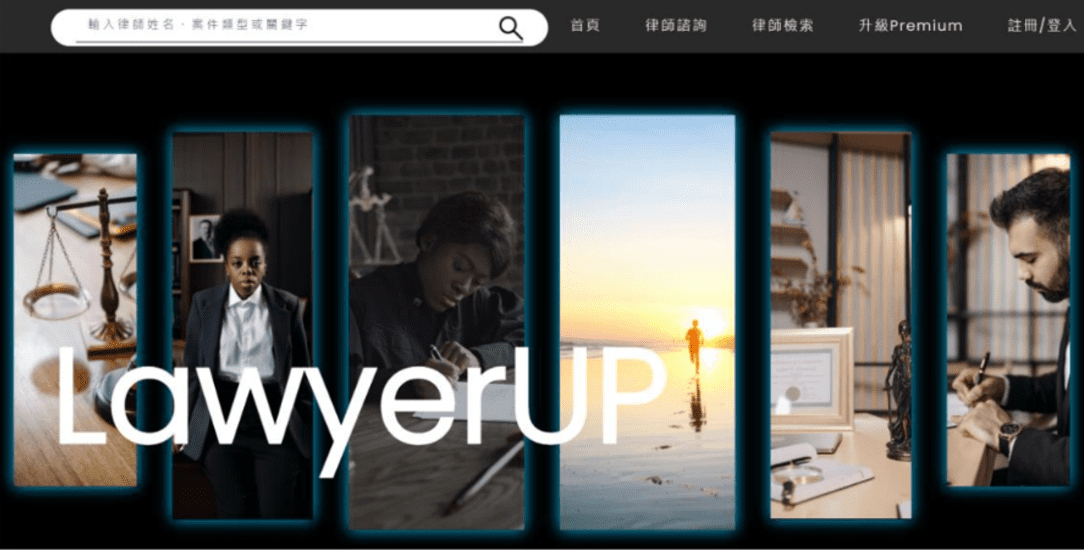 輸入律師姓名、案件類型或關鍵字
首頁
律師諮詢
律師檢索
升級Premium
註冊/登入
LawyerUP